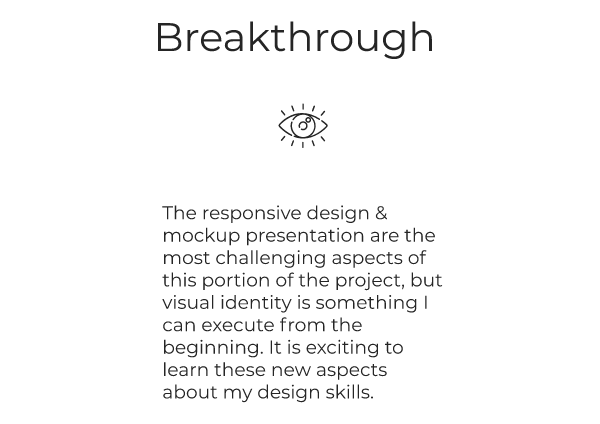 Breakthrough
The responsive design &
mockup presentation are the
most challenging aspects of
this portion of the project, but
visual identity is something I
can execute from the
beginning. It is exciting to
learn these new aspects
about my design skills.